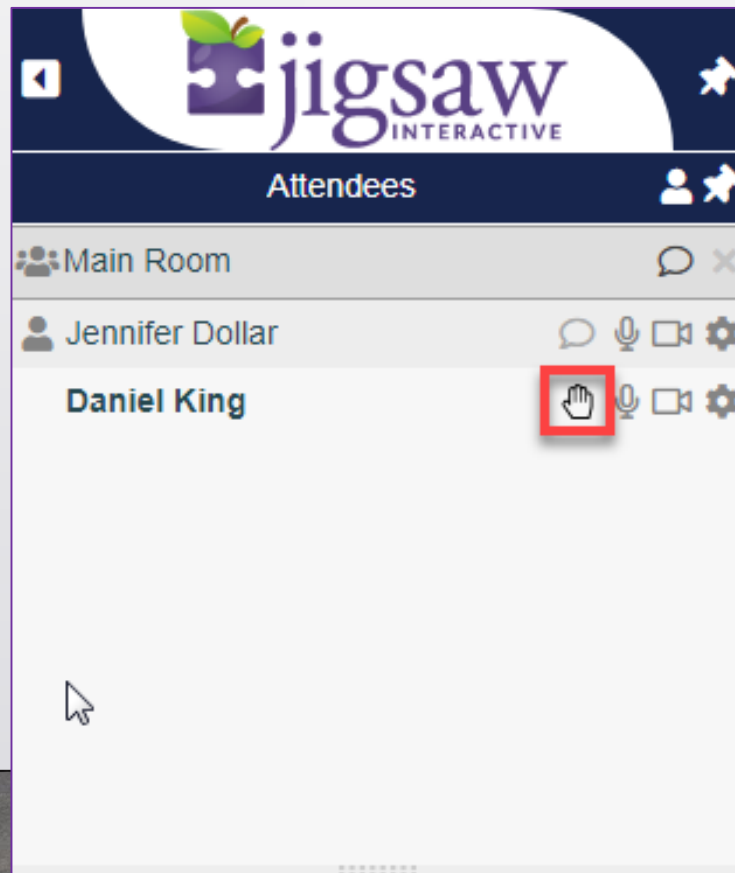 jigsaw
INTERACTIVE
Attendees
Main Room
Jennifer Dollar
Daniel King